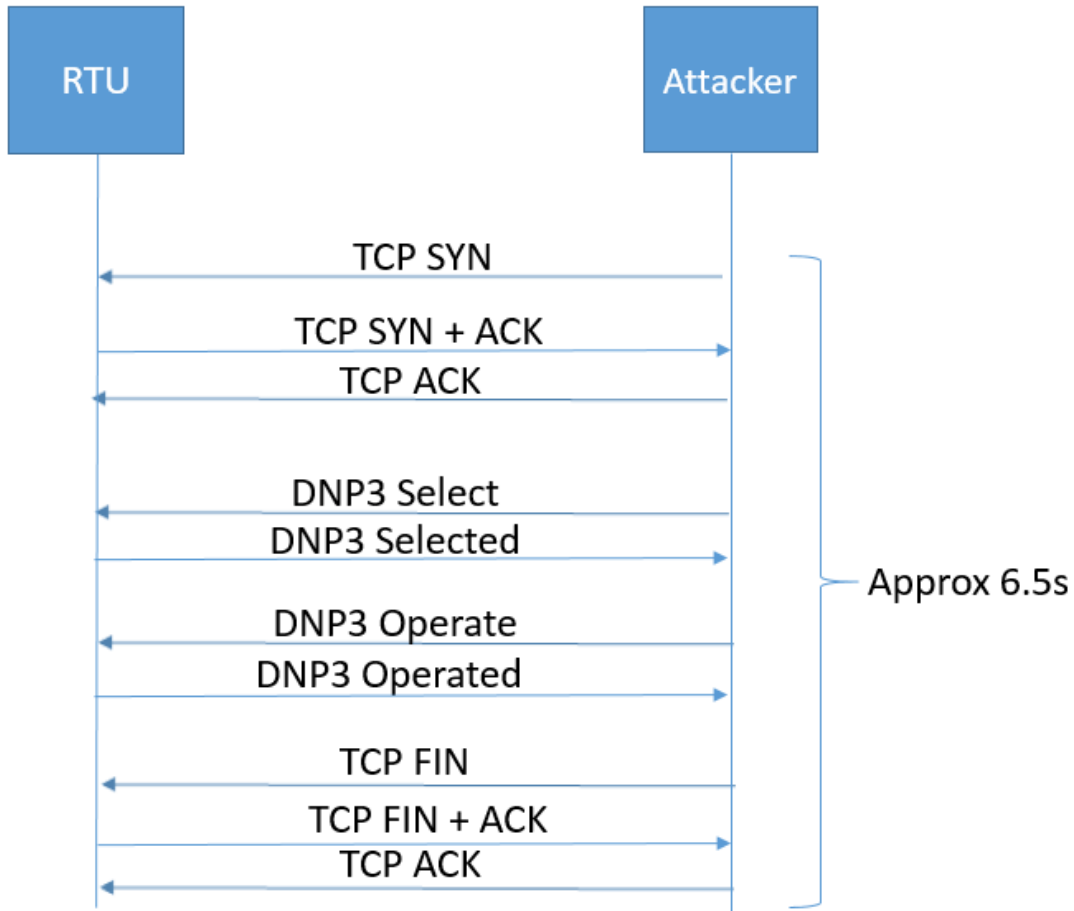 RTU
Attacker
TCP SYN
TCP SYN + ACK
TCP ACK
DNP3 Select
DNP3 Selected
Approx 6.5s
DNP3 Operate
DNP3 Operated
TCP FIN
TCP FIN + ACK
TCP ACK